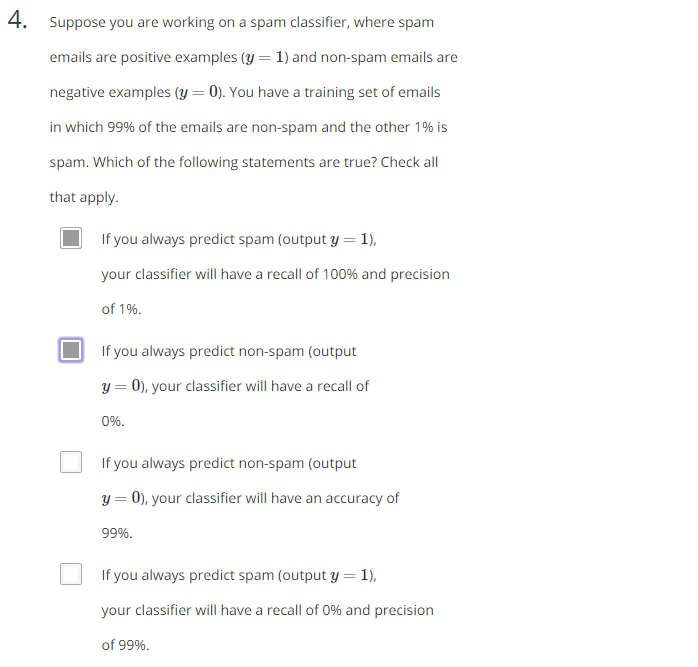 4. Suppose you are working on a spam classifier, where spam
emails are positive examples (y = 1) and non-spam emails are
negative examples (y = 0). You have a training set of emails
in which 99% of the emails are non-spam and the other 1% is
spam. Which of the following statements are true? Check all
that apply.
If you always predict spam (output y = 1),
your classifier will have a recall of 100% and precision
of 1%.
If you always predict non-spam (output
y = 0), your classifier will have a recall of
0%.
If you always predict non-spam (output
y = 0), your classifier will have an accuracy of
99%.
If you always predict spam (output y = 1),
your classifier will have a recall of 0% and precision
of 99%.